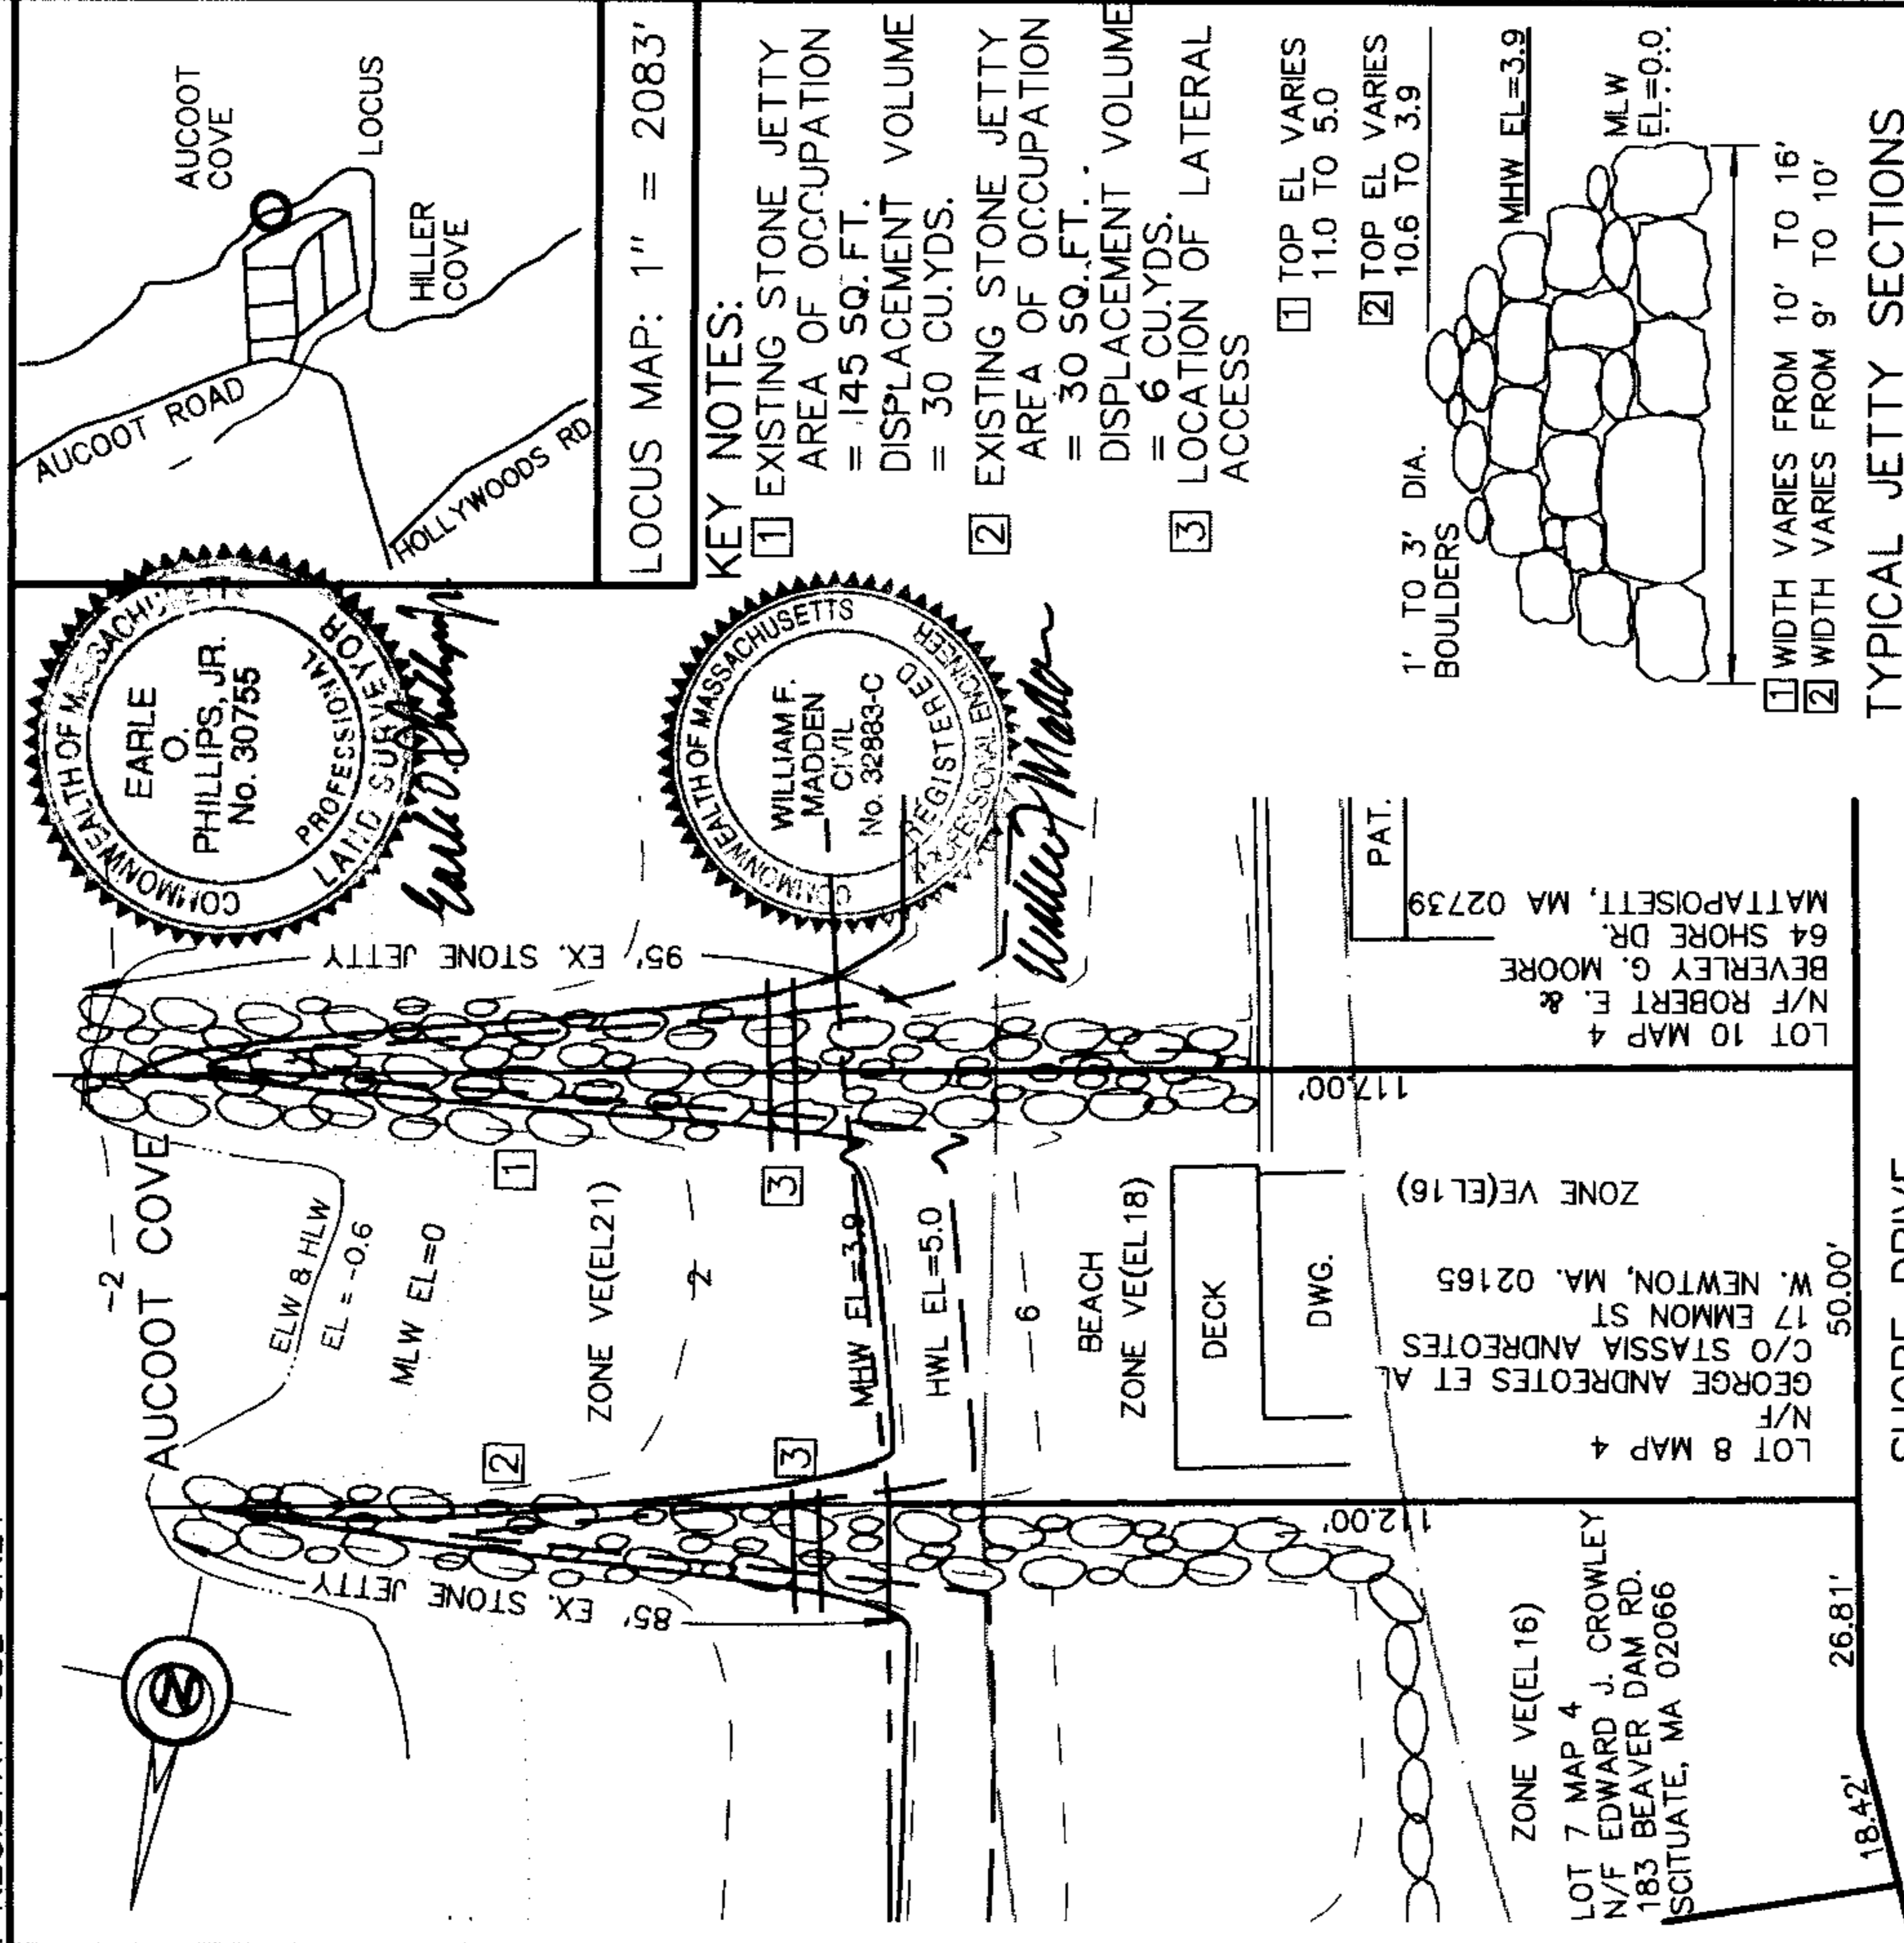 AUCOOT
COVE
LOCUS
HILLER
COVE
AUCOOT ROAD
HOLLYWOODS RD
LOCUS MAP: 1" = 2083'
KEY NOTES:
1 EXISTING STONE JETTY
AREA OF OCCUPATION
= 145 SQ. FT.
DISPLACEMENT VOLUME
= 30 CU.YDS.
2 EXISTING STONE JETTY
AREA OF OCCUPATION
= 30 SQ. FT.
DISPLACEMENT VOLUME
= 6 CU.YDS.
3 LOCATION OF LATERAL
ACCESS
1 TOP EL VARIES
11.0 TO 5.0
2 TOP EL VARIES
10.6 TO 3.9
1' TO 3' DIA.
BOULDERS
MHW EL=3.9
MLW
EL=0.0
1 WIDTH VARIES FROM 10' TO 16'
2 WIDTH VARIES FROM 9' TO 10'
TYPICAL JETTY SECTIONS
COMMONWEALTH OF MASSACHUSETTS
EARLE
O.
PHILLIPS, JR.
No. 30755
PROFESSIONAL
LAND SURVEYOR
COMMONWEALTH OF MASSACHUSETTS
WILLIAM F.
MADDEN
CIVIL
No. 32883-C
REGISTERED
PROFESSIONAL ENGINEER
N
AUCOOT COVE
-2
ELW & HLW
EL = -0.6
MLW EL=0
1
2
ZONE VE(EL21)
2
3
3
MHW EL=3.9
HWL EL=5.0
6
BEACH
ZONE VE(EL18)
DECK
DWG.
PAT.
95' EX. STONE JETTY
85' EX. STONE JETTY
117.00'
112.00'
ZONE VE(EL16)
LOT 10 MAP 4
N/F ROBERT E. &
BEVERLEY G. MOORE
64 SHORE DR.
MATTAPOISETT, MA 02739
LOT 8 MAP 4
N/F
GEORGE ANDREOTES ET AL
C/O STASSIA ANDREOTES
17 EMMON ST
W. NEWTON, MA. 02165
50.00'
ZONE VE(EL16)
LOT 7 MAP 4
N/F EDWARD J. CROWLEY
183 BEAVER DAM RD.
SCITUATE, MA 02066
26.81'
18.42'
SHORE DRIVE